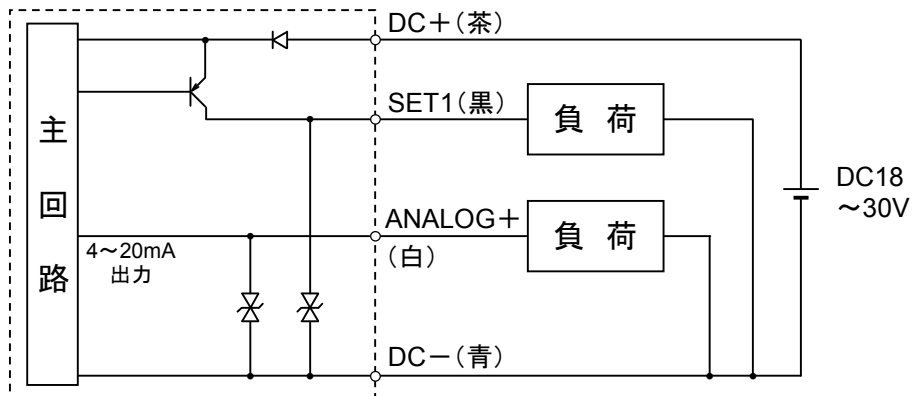 DC＋（茶）
SET1（黒）
負 荷
主回路
DC18
～30V
ANALOG＋
（白）
負 荷
4～20mA
出力
DC－（青）